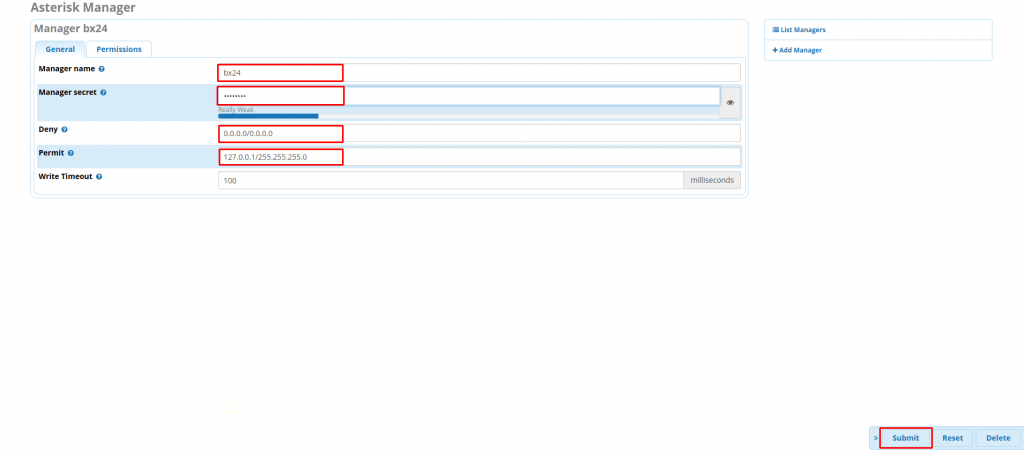 Asterisk Manager
Manager bx24
List Managers
Add Manager
General Permissions
Manager name
bx24
Manager secret
••••••••
Really Weak
Deny
0.0.0.0/0.0.0.0
Permit
127.0.0.1/255.255.255.0
Write Timeout
100 milliseconds
» Submit Reset Delete